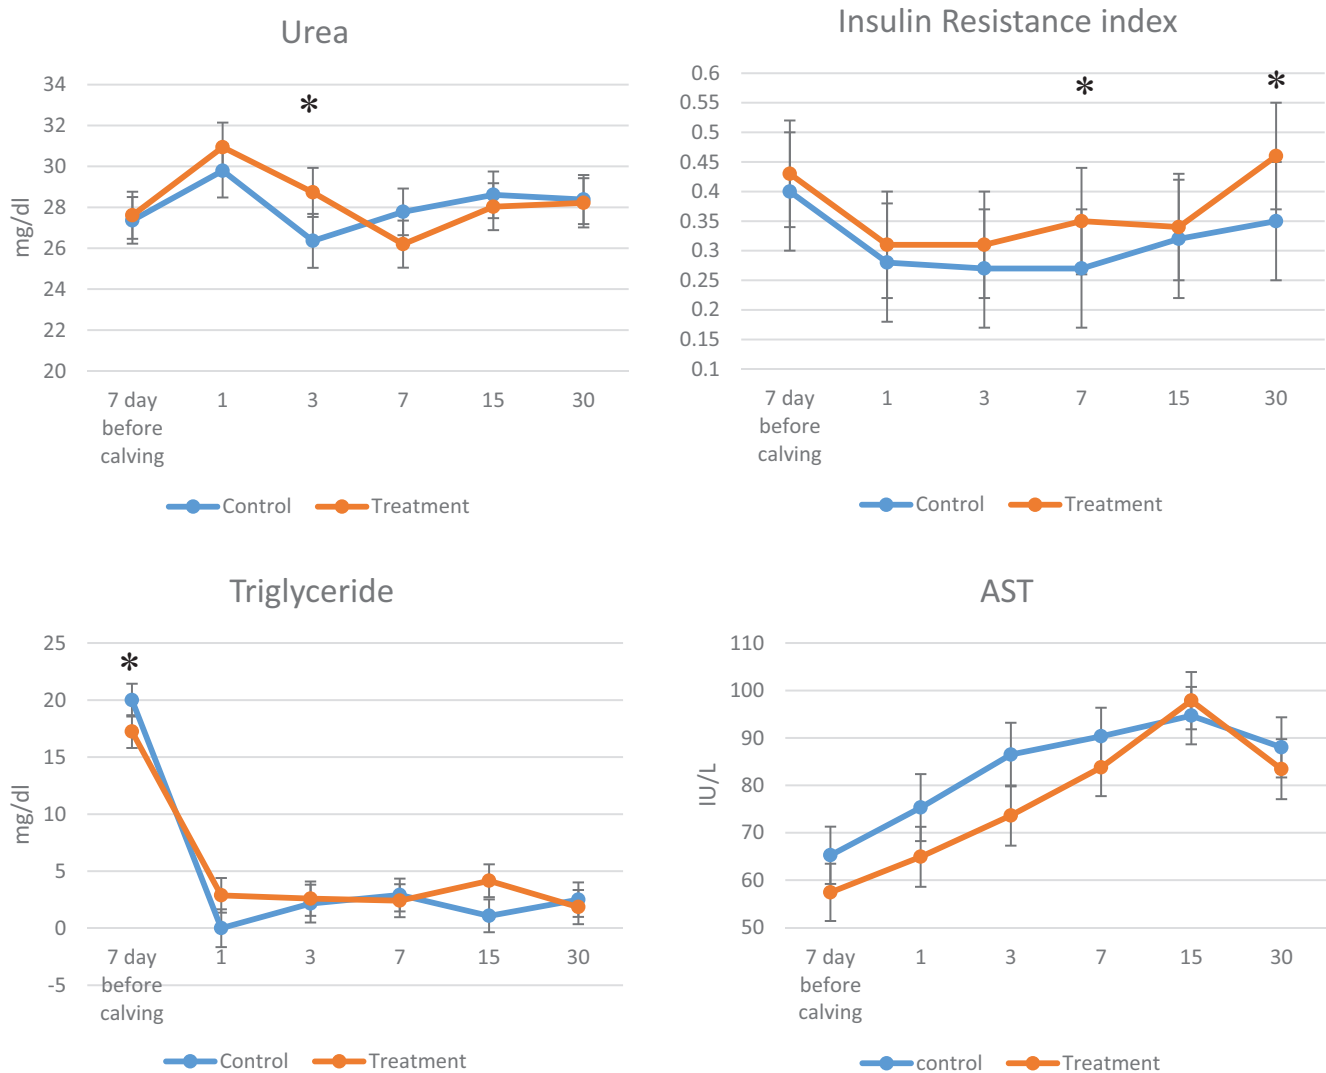 Urea
mg/dl
34
32
30
28
26
24
22
20
*
7 day
before
calving
1
3
7
15
30
Control
Treatment
Insulin Resistance index
0.6
0.55
0.5
0.45
0.4
0.35
0.3
0.25
0.2
0.15
0.1
*
*
7 day
before
calving
1
3
7
15
30
Control
Treatment
Triglyceride
mg/dl
25
20
15
10
5
0
-5
*
7 day
before
calving
1
3
7
15
30
Control
Treatment
AST
IU/L
110
100
90
80
70
60
50
7 day
before
calving
1
3
7
15
30
control
Treatment